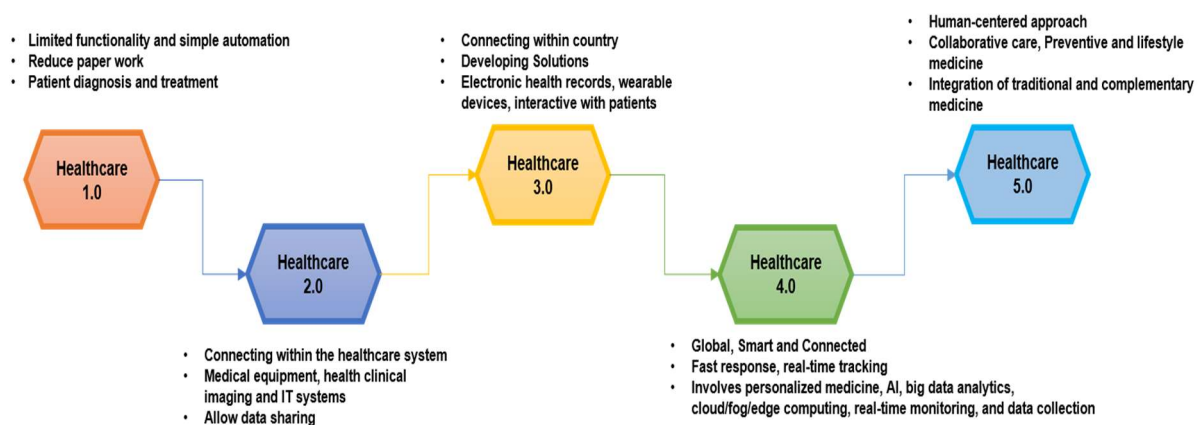 • Limited functionality and simple automation
• Reduce paper work
• Patient diagnosis and treatment
Healthcare
1.0
Healthcare
2.0
• Connecting within the healthcare system
• Medical equipment, health clinical
imaging and IT systems
• Allow data sharing
• Connecting within country
• Developing Solutions
• Electronic health records, wearable
devices, interactive with patients
Healthcare
3.0
Healthcare
4.0
• Global, Smart and Connected
• Fast response, real-time tracking
• Involves personalized medicine, AI, big data analytics,
cloud/fog/edge computing, real-time monitoring, and data collection
• Human-centered approach
• Collaborative care, Preventive and lifestyle
medicine
• Integration of traditional and complementary
medicine
Healthcare
5.0